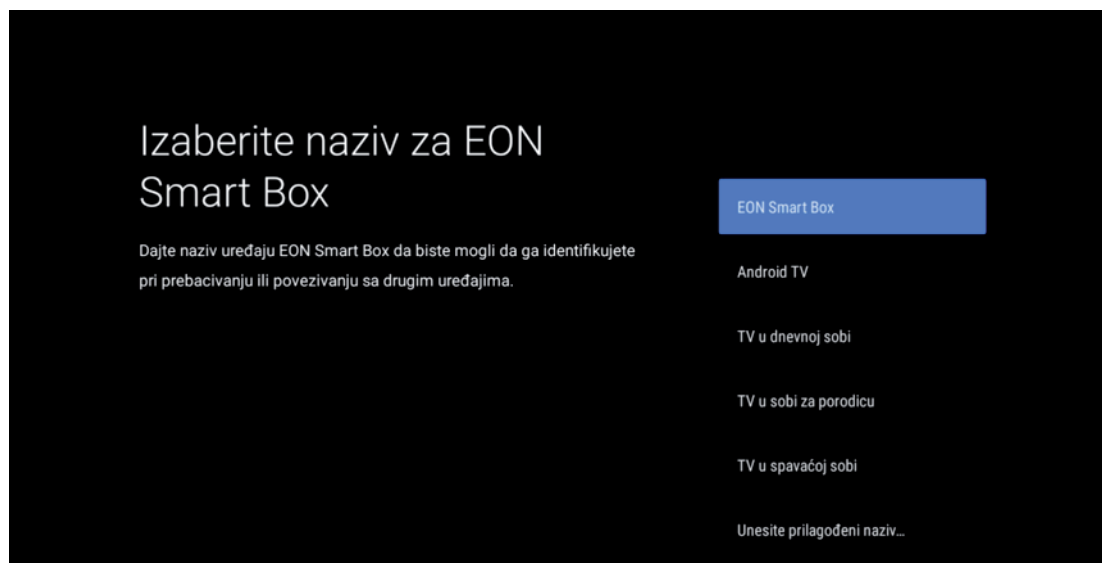 Izaberite naziv za EON
Smart Box
Dajte naziv uređaju EON Smart Box da biste mogli da ga identifikujete
pri prebacivanju ili povezivanju sa drugim uređajima.
EON Smart Box
Android TV
TV u dnevnoj sobi
TV u sobi za porodicu
TV u spavaćoj sobi
Unesite prilagođeni naziv…